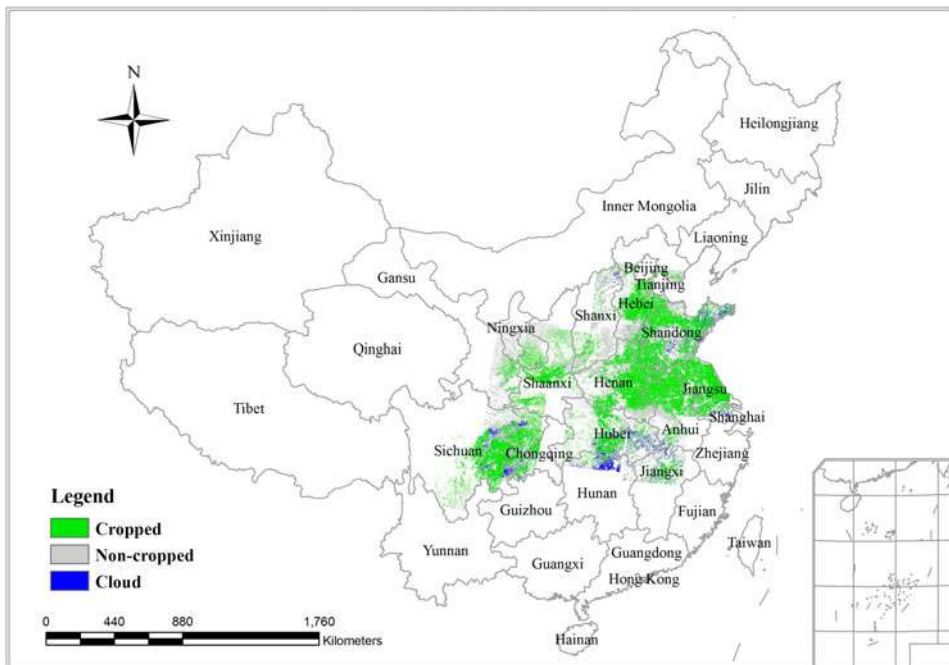 N
Heilongjiang
Jilin
Inner Mongolia
Liaoning
Xinjiang
Beijing
Gansu
Tianjing
Hebei
Shanxi
Ningxia
Shandong
Qinghai
Shaanxi
Henan
Jiangsu
Tibet
Shanghai
Hubei
Anhui
Sichuan
Chongqing
Zhejiang
Jiangxi
Legend
Hunan
Guizhou
Fujian
Cropped
Taiwan
Yunnan
Guangdong
Non-cropped
Guangxi
Hong Kong
Cloud
0 440 880 1,760
Kilometers
Hainan